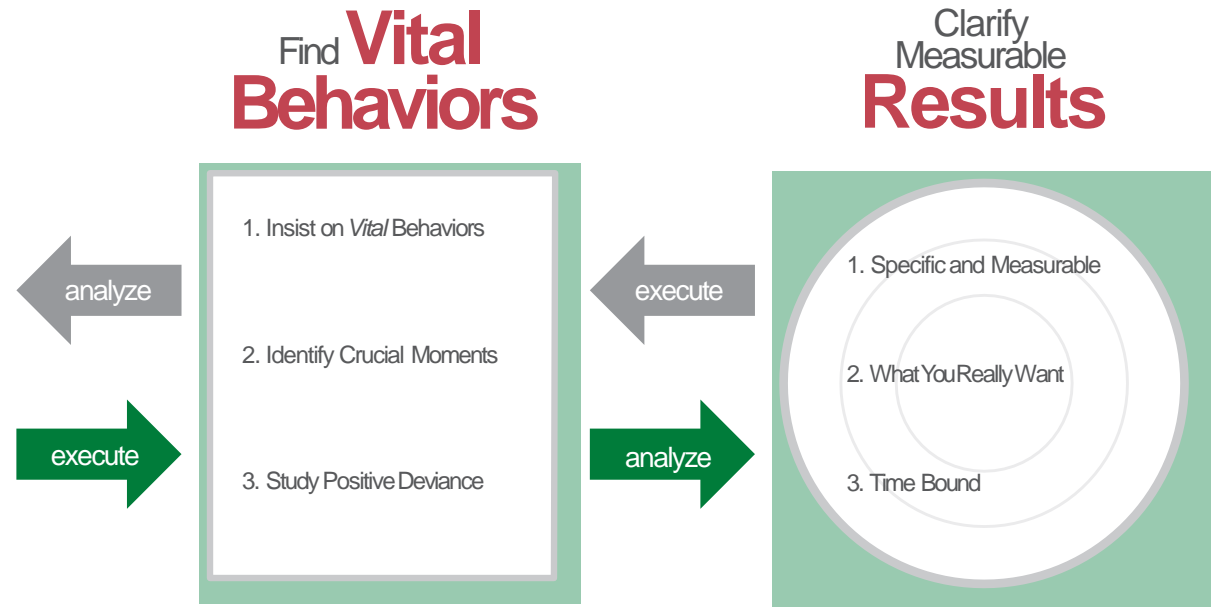 Find Vital
Behaviors
analyze
execute
1. Insist on Vital Behaviors
2. Identify Crucial Moments
3. Study Positive Deviance
execute
analyze
Clarify
Measurable
Results
1. Specific and Measurable
2. What You Really Want
3. Time Bound